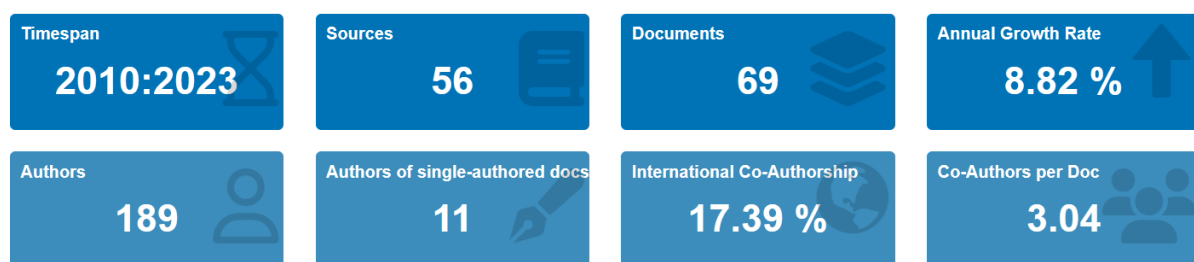 Timespan
2010:2023
Sources
56
Documents
69
Annual Growth Rate
8.82 %
Authors
189
Authors of single-authored docs
11
International Co-Authorship
17.39 %
Co-Authors per Doc
3.04